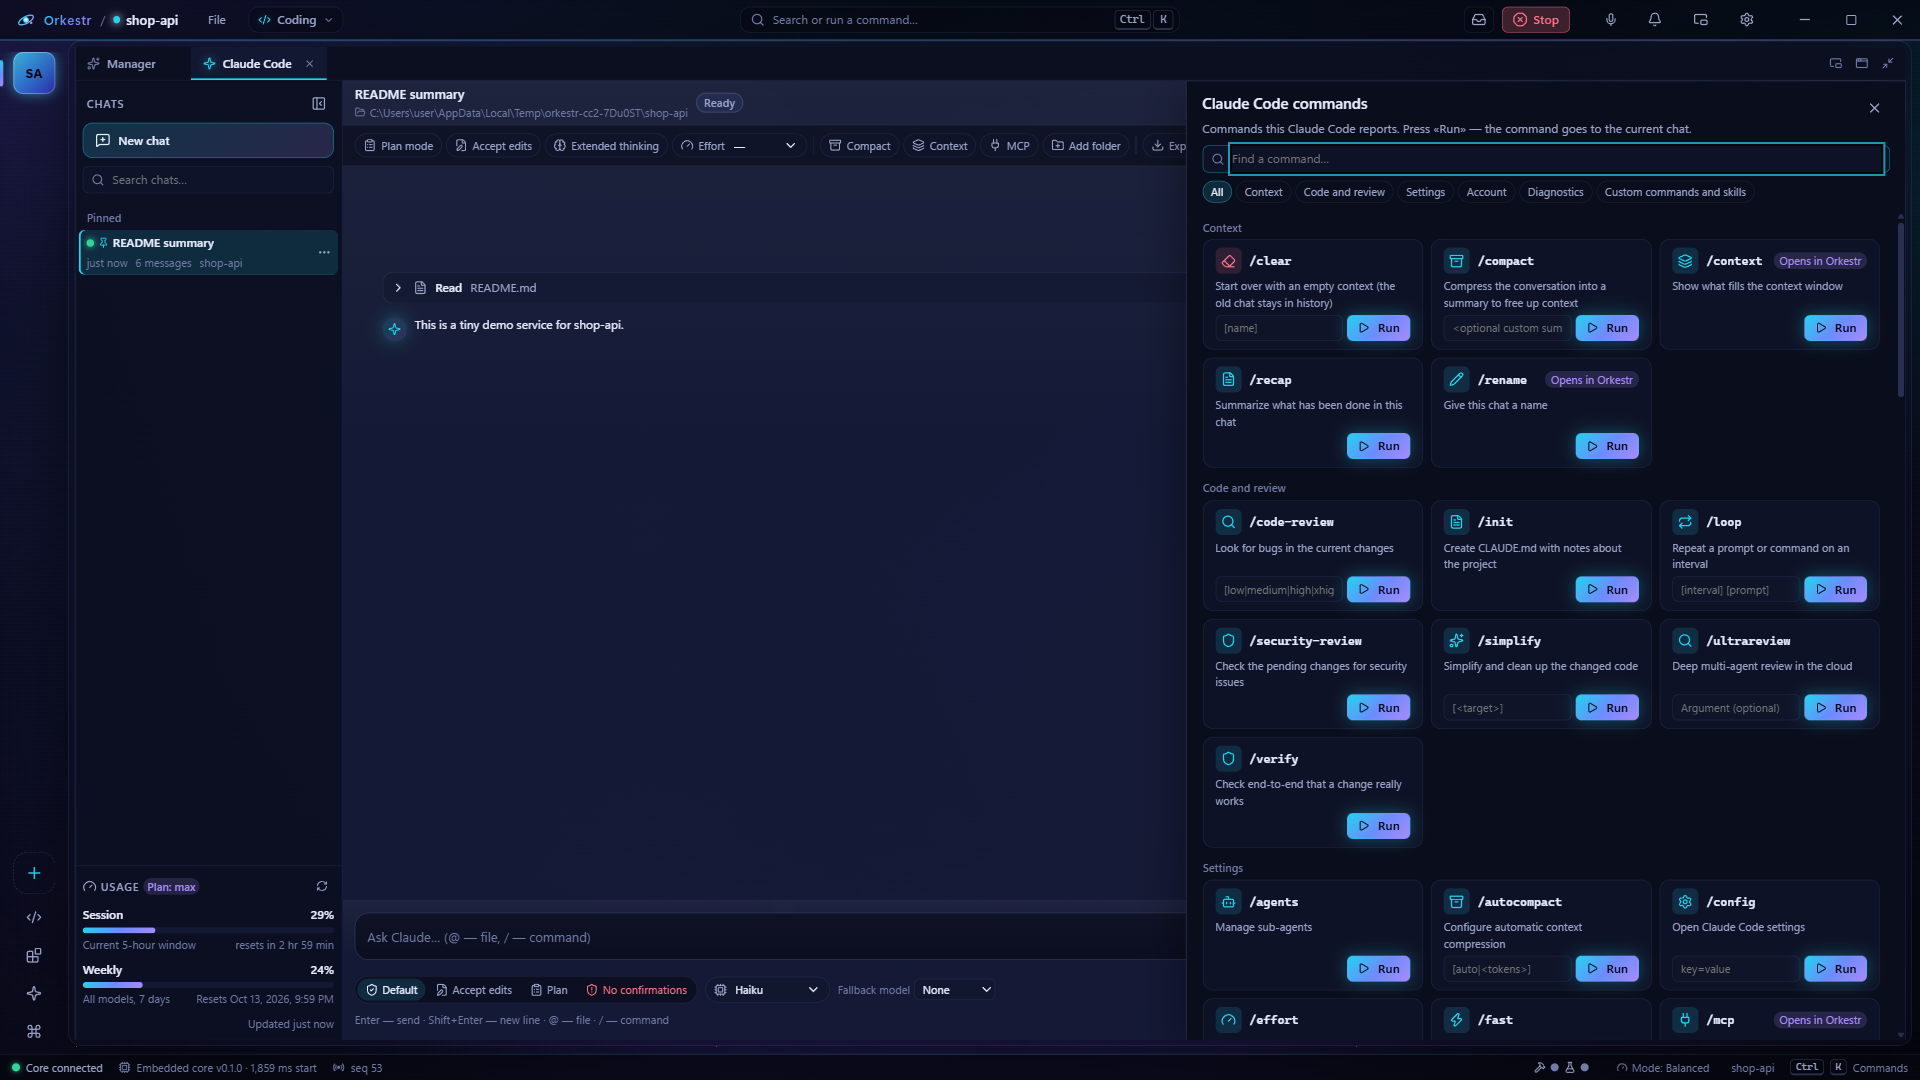 Orkestr / shop-api File Coding Search or run a command... Ctrl K Stop
SA
Manager Claude Code
CHATS
New chat
Search chats...
Pinned
README summary
just now 6 messages shop-api
USAGE Plan: max
Session 29%
Current 5-hour window resets in 2 hr 59 min
Weekly 24%
All models, 7 days Resets Oct 13, 2026, 9:59 PM
Updated just now
README summary
C:\Users\user\AppData\Local\Temp\orkestr-cc2-7Du0ST\shop-api
Ready
Plan mode Accept edits Extended thinking Effort — Compact Context MCP Add folder Exp
Read README.md
This is a tiny demo service for shop-api.
Ask Claude... (@ — file, / — command)
Default Accept edits Plan No confirmations Haiku Fallback model None
Enter — send · Shift+Enter — new line · @ — file · / — command
Claude Code commands
Commands this Claude Code reports. Press «Run» — the command goes to the current chat.
Find a command...
All Context Code and review Settings Account Diagnostics Custom commands and skills
Context
/clear
Start over with an empty context (the
old chat stays in history)
[name] Run
/compact
Compress the conversation into a
summary to free up context
<optional custom sum Run
/context Opens in Orkestr
Show what fills the context window
Run
/recap
Summarize what has been done in this
chat
Run
/rename Opens in Orkestr
Give this chat a name
Run
Code and review
/code-review
Look for bugs in the current changes
[low|medium|high|xhig Run
/init
Create CLAUDE.md with notes about
the project
Run
/loop
Repeat a prompt or command on an
interval
[interval] [prompt] Run
/security-review
Check the pending changes for security
issues
Run
/simplify
Simplify and clean up the changed code
[<target>] Run
/ultrareview
Deep multi-agent review in the cloud
Argument (optional) Run
/verify
Check end-to-end that a change really
works
Run
Settings
/agents
Manage sub-agents
Run
/autocompact
Configure automatic context
compression
[auto|<tokens>] Run
/config
Open Claude Code settings
key=value Run
/effort
/fast
/mcp Opens in Orkestr
Core connected Embedded core v0.1.0 · 1,859 ms start seq 53 Mode: Balanced shop-api Ctrl K Commands